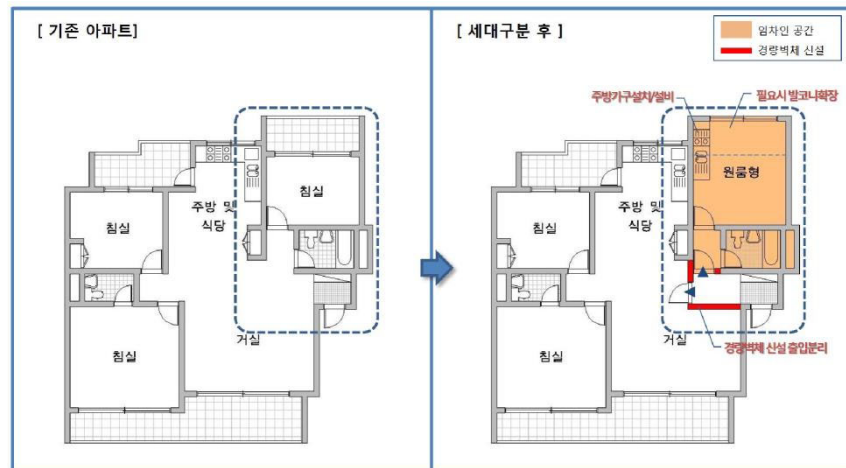 [ 기존 아파트]
침실
주방 및
식당
침실
침실
거실
[ 세대구분 후 ]
임차인 공간
경량벽체 신설
주방가구설치/설비
필요시 발코니확장
원룸형
침실
주방 및
식당
침실
거실
경량벽체 신설 출입분리